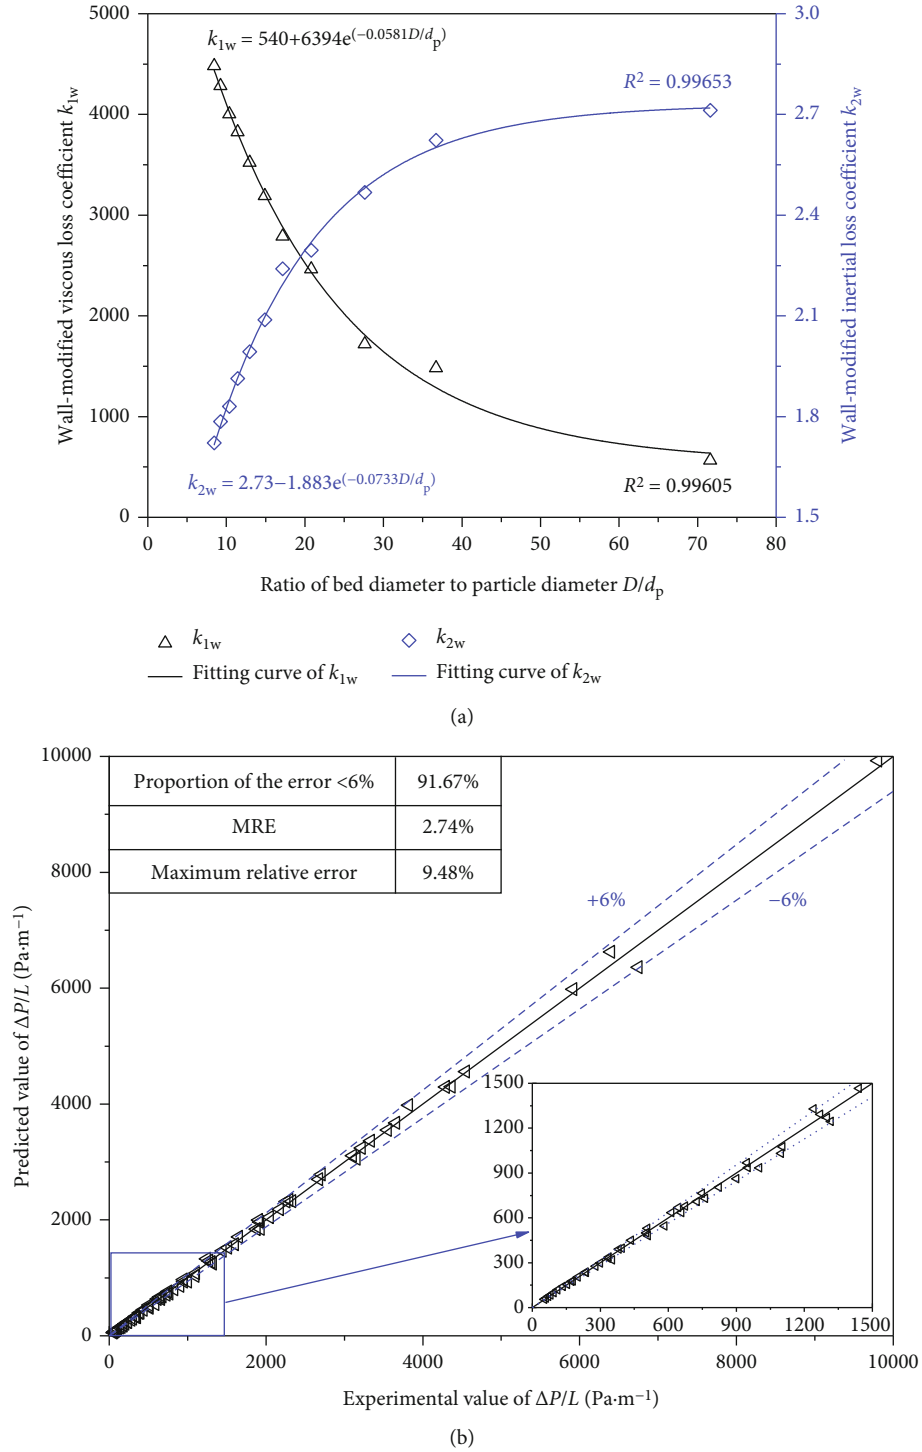 5000
4000
3000
2000
1000
0
Wall-modified viscous loss coefficient k1w
k1w = 540+6394e(−0.0581D/dp)
R² = 0.99653
k2w = 2.73−1.883e(−0.0733D/dp)
R² = 0.99605
3.0
2.7
2.4
2.1
1.8
1.5
Wall-modified inertial loss coefficient k2w
0 10 20 30 40 50 60 70 80
Ratio of bed diameter to particle diameter D/dp
k1w k2w
Fitting curve of k1w Fitting curve of k2w
(a)
10000
8000
6000
4000
2000
0
Predicted value of ΔP/L (Pa·m⁻¹)
Proportion of the error <6% 91.67%
MRE 2.74%
Maximum relative error 9.48%
+6% −6%
1500
1200
900
600
300
0
0 300 600 900 1200 1500
0 2000 4000 6000 8000 10000
Experimental value of ΔP/L (Pa·m⁻¹)
(b)